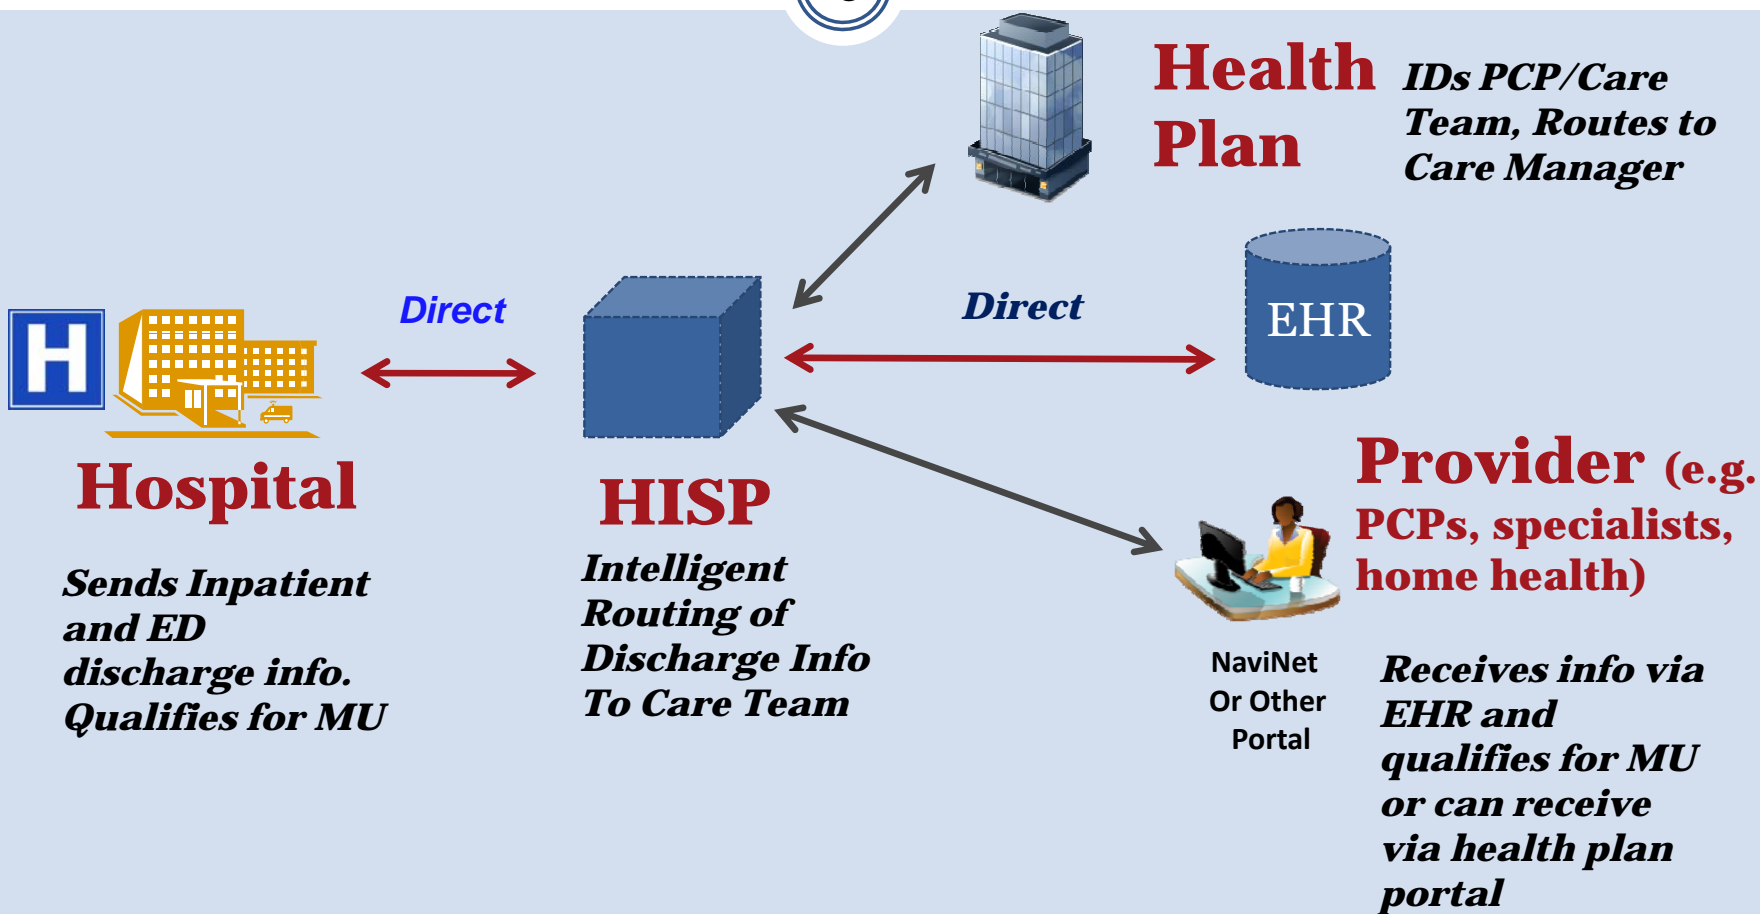 Health
Plan
IDs PCP/Care
Team, Routes to
Care Manager
H
Direct
Direct
EHR
Hospital
Sends Inpatient
and ED
discharge info.
Qualifies for MU
HISP
Intelligent
Routing of
Discharge Info
To Care Team
Provider (e.g.
PCPs, specialists,
home health)
NaviNet
Or Other
Portal
Receives info via
EHR and
qualifies for MU
or can receive
via health plan
portal